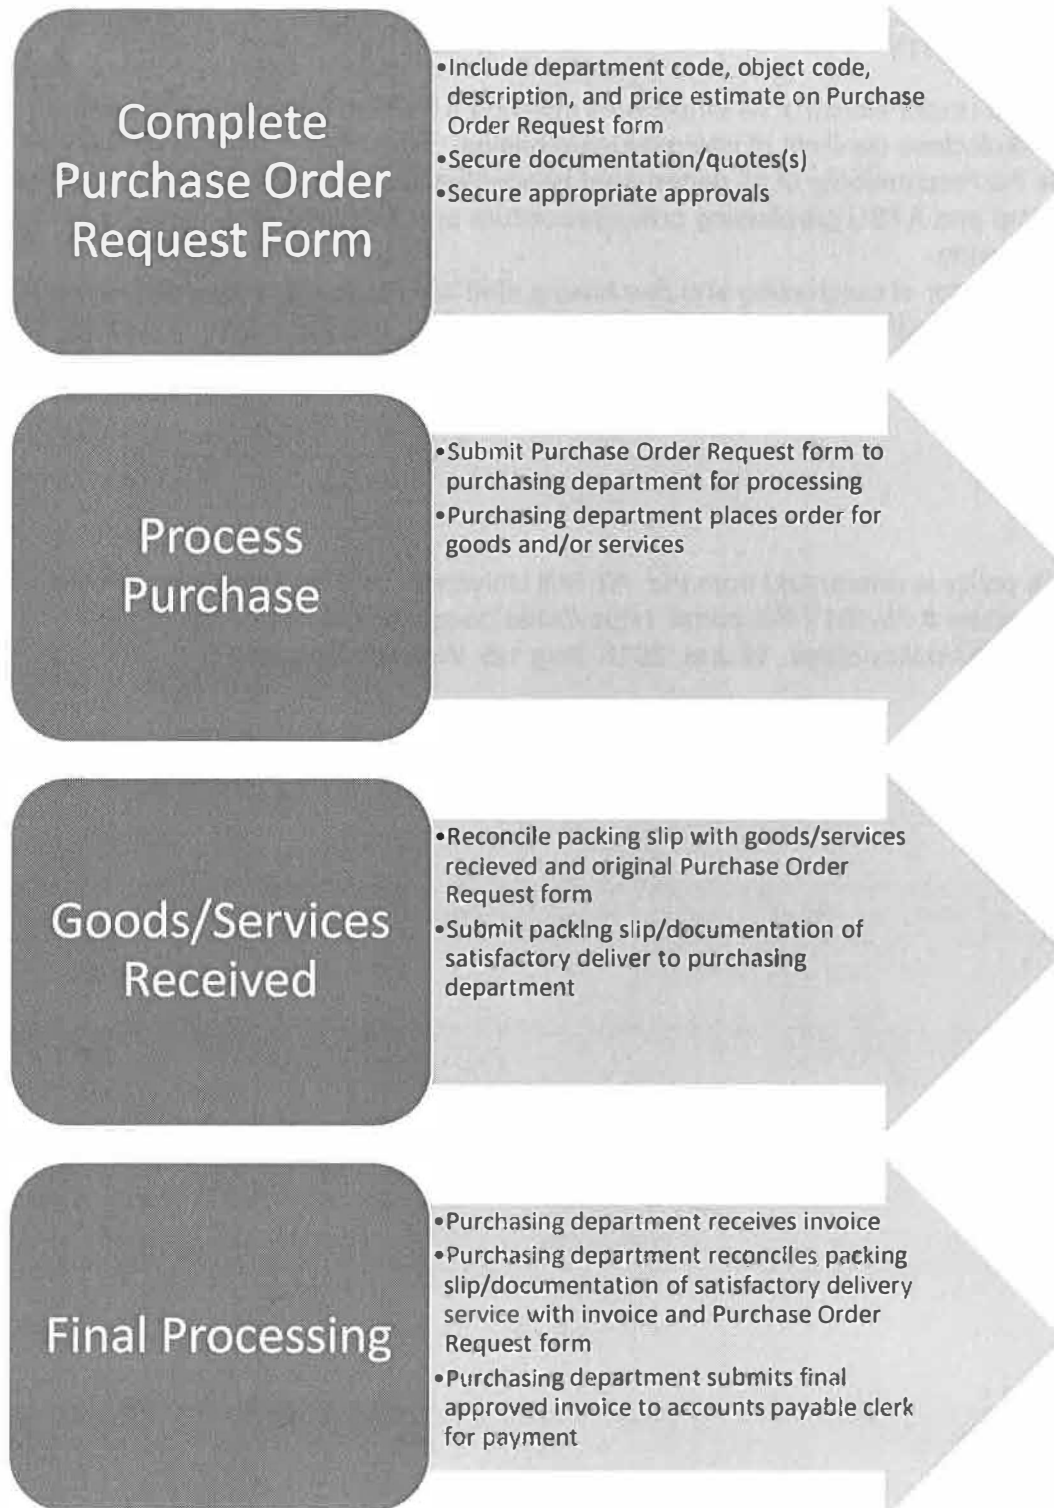 Complete
Purchase Order
Request Form
•Include department code, object code,
description, and price estimate on Purchase
Order Request form
•Secure documentation/quotes(s)
•Secure appropriate approvals
Process
Purchase
•Submit Purchase Order Request form to
purchasing department for processing
•Purchasing department places order for
goods and/or services
Goods/Services
Received
•Reconcile packing slip with goods/services
recieved and original Purchase Order
Request form
•Submit packing slip/documentation of
satisfactory deliver to purchasing
department
Final Processing
•Purchasing department receives invoice
•Purchasing department reconciles packing
slip/documentation of satisfactory delivery
service with invoice and Purchase Order
Request form
•Purchasing department submits final
approved invoice to accounts payable clerk
for payment